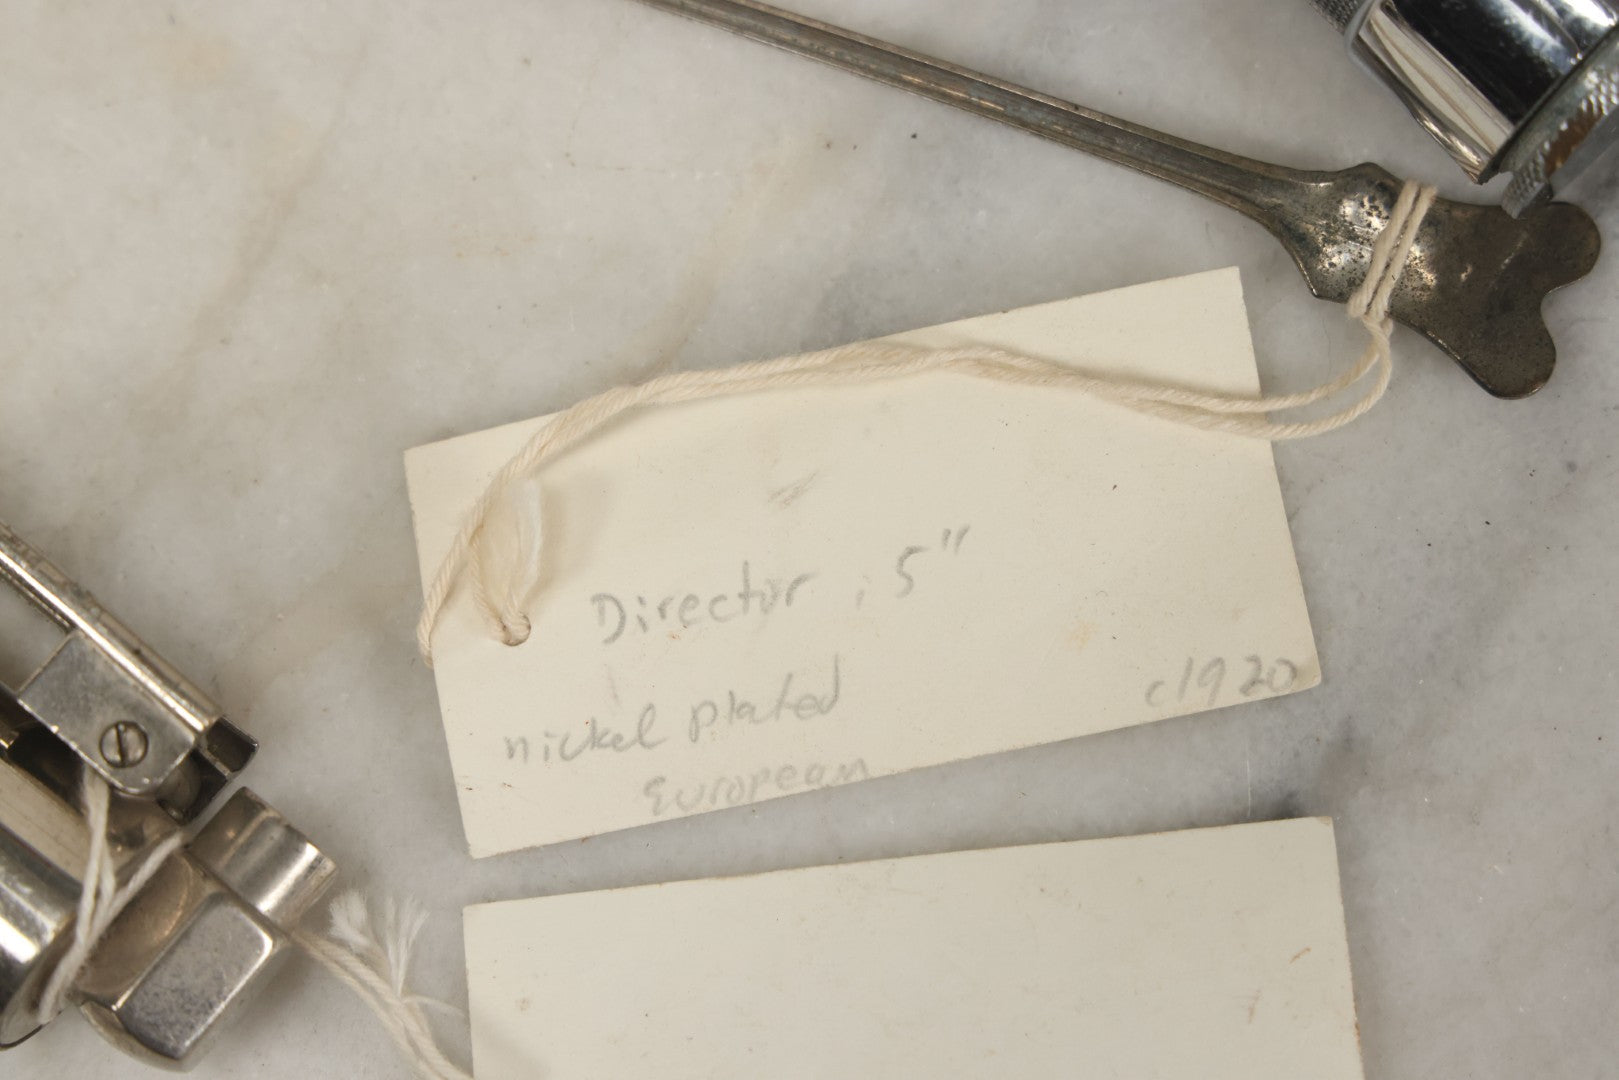 Director, 5"
nickel plated c1920
European